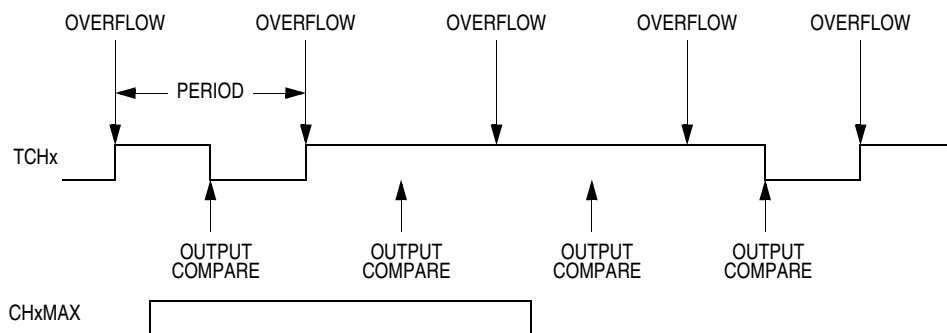 OVERFLOW OVERFLOW OVERFLOW OVERFLOW OVERFLOW
PERIOD
TCHx
OUTPUT COMPARE
OUTPUT COMPARE
OUTPUT COMPARE
OUTPUT COMPARE
CHxMAX